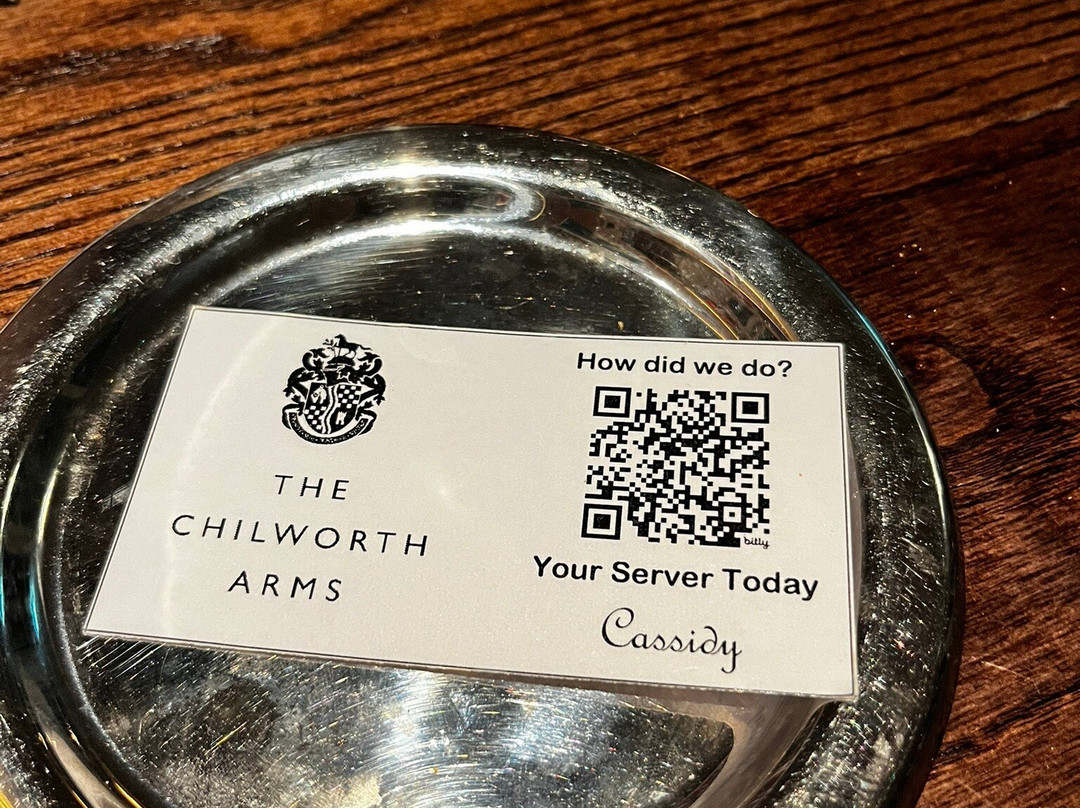 THE
CHILWORTH
ARMS
How did we do?
bitly
Your Server Today
Cassidy